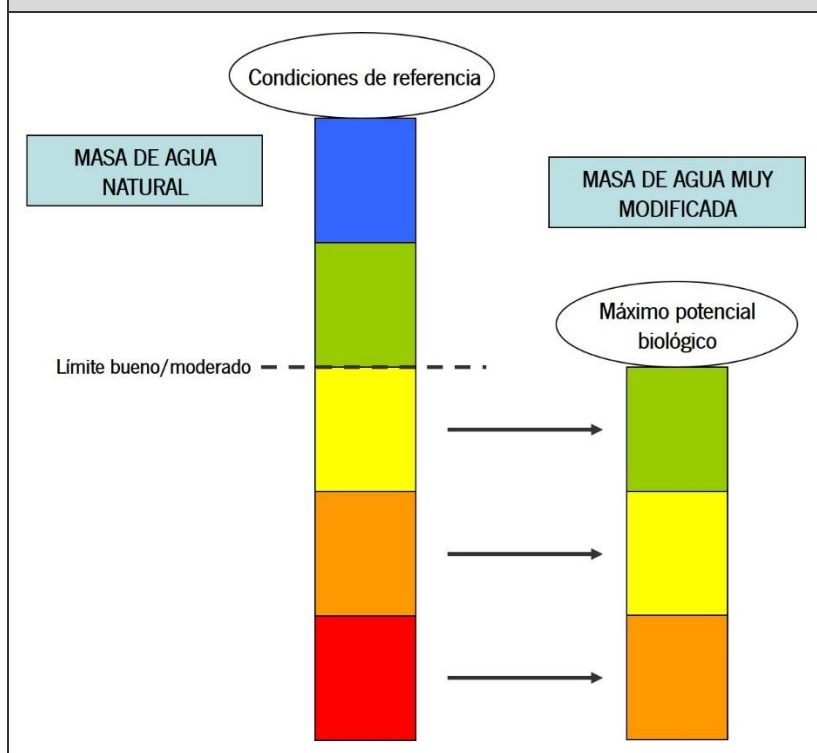 Condiciones de referencia
MASA DE AGUA
NATURAL
MASA DE AGUA MUY
MODIFICADA
Máximo potencial
biológico
Límite bueno/moderado